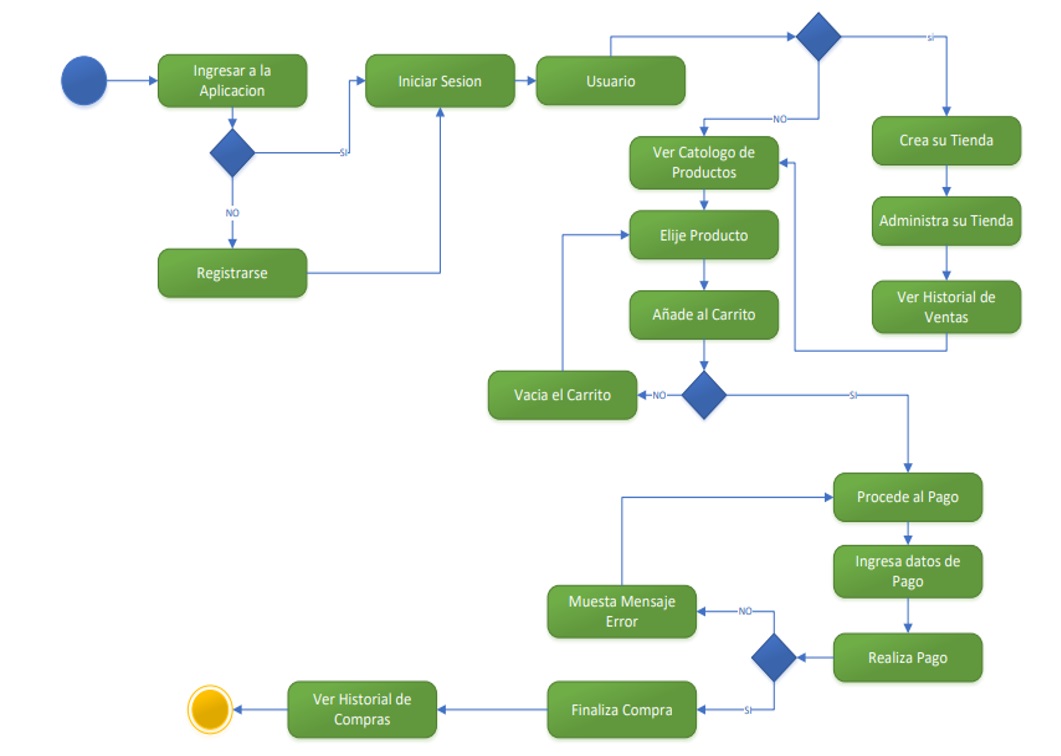 Ingresar a la
Aplicacion
Iniciar Sesion
Usuario
si
SI
NO
Registrarse
NO
Ver Catologo de
Productos
Crea su Tienda
Elije Producto
Administra su Tienda
Añade al Carrito
Ver Historial de
Ventas
Vacia el Carrito
NO
SI
Procede al Pago
Ingresa datos de
Pago
Muesta Mensaje
Error
NO
Realiza Pago
SI
Finaliza Compra
Ver Historial de
Compras